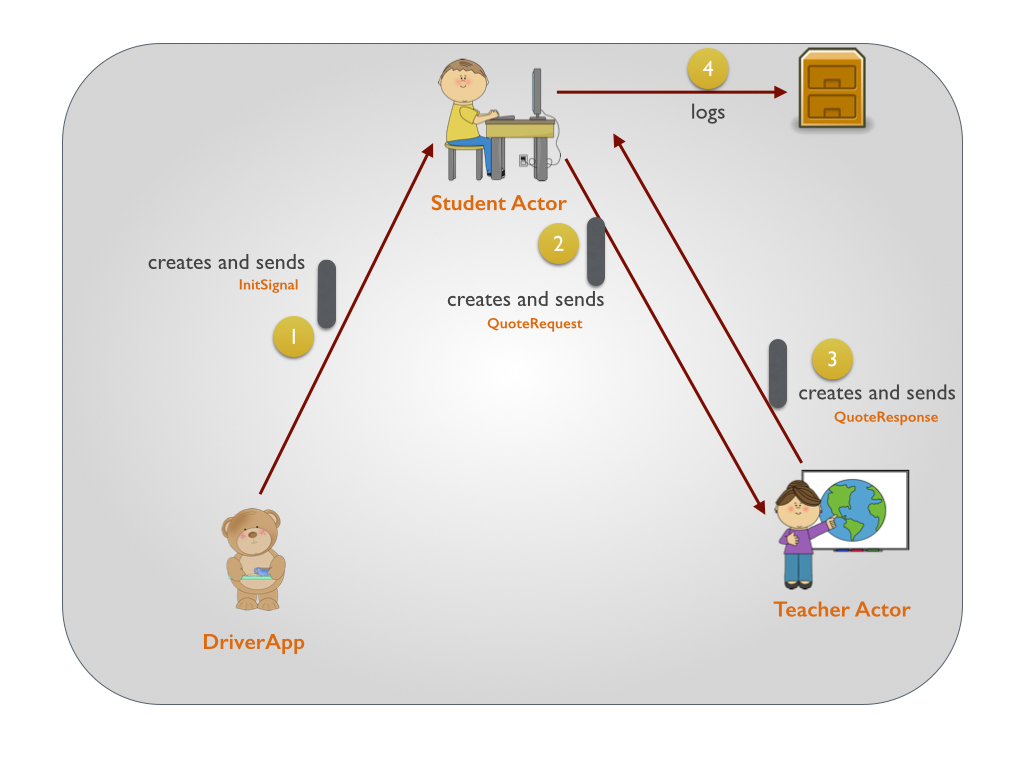 4
logs
Student Actor
2
creates and sends
QuoteRequest
creates and sends
InitSignal
1
3
creates and sends
QuoteResponse
Teacher Actor
DriverApp